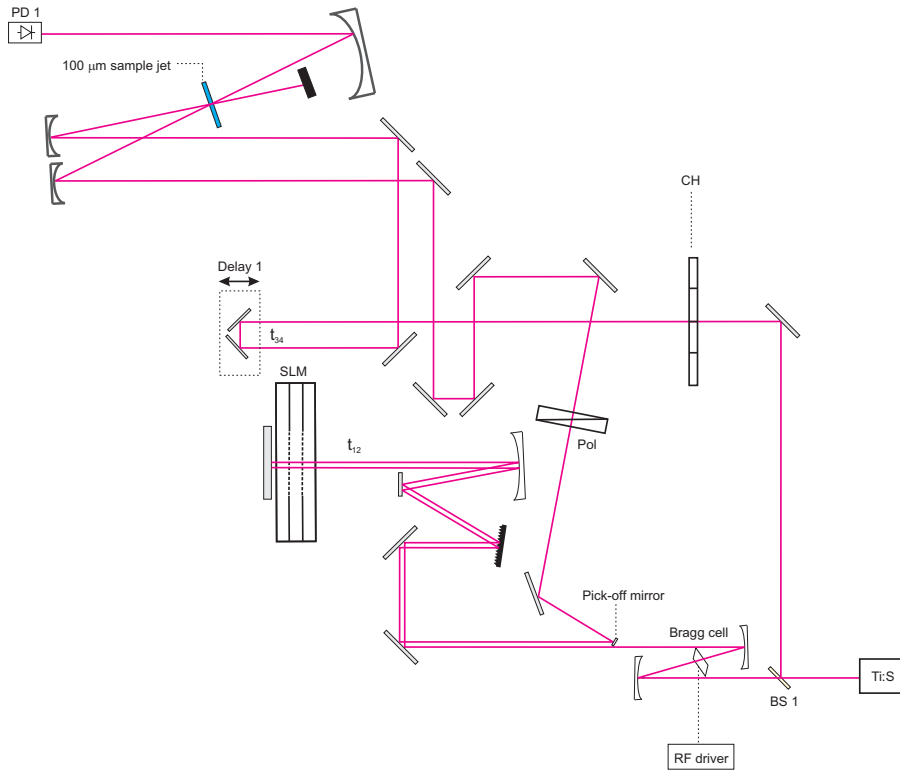 PD 1
100 μm sample jet
CH
Delay 1
t34
SLM
t12
Pol
Pick-off mirror
Bragg cell
Ti:S
BS 1
RF driver